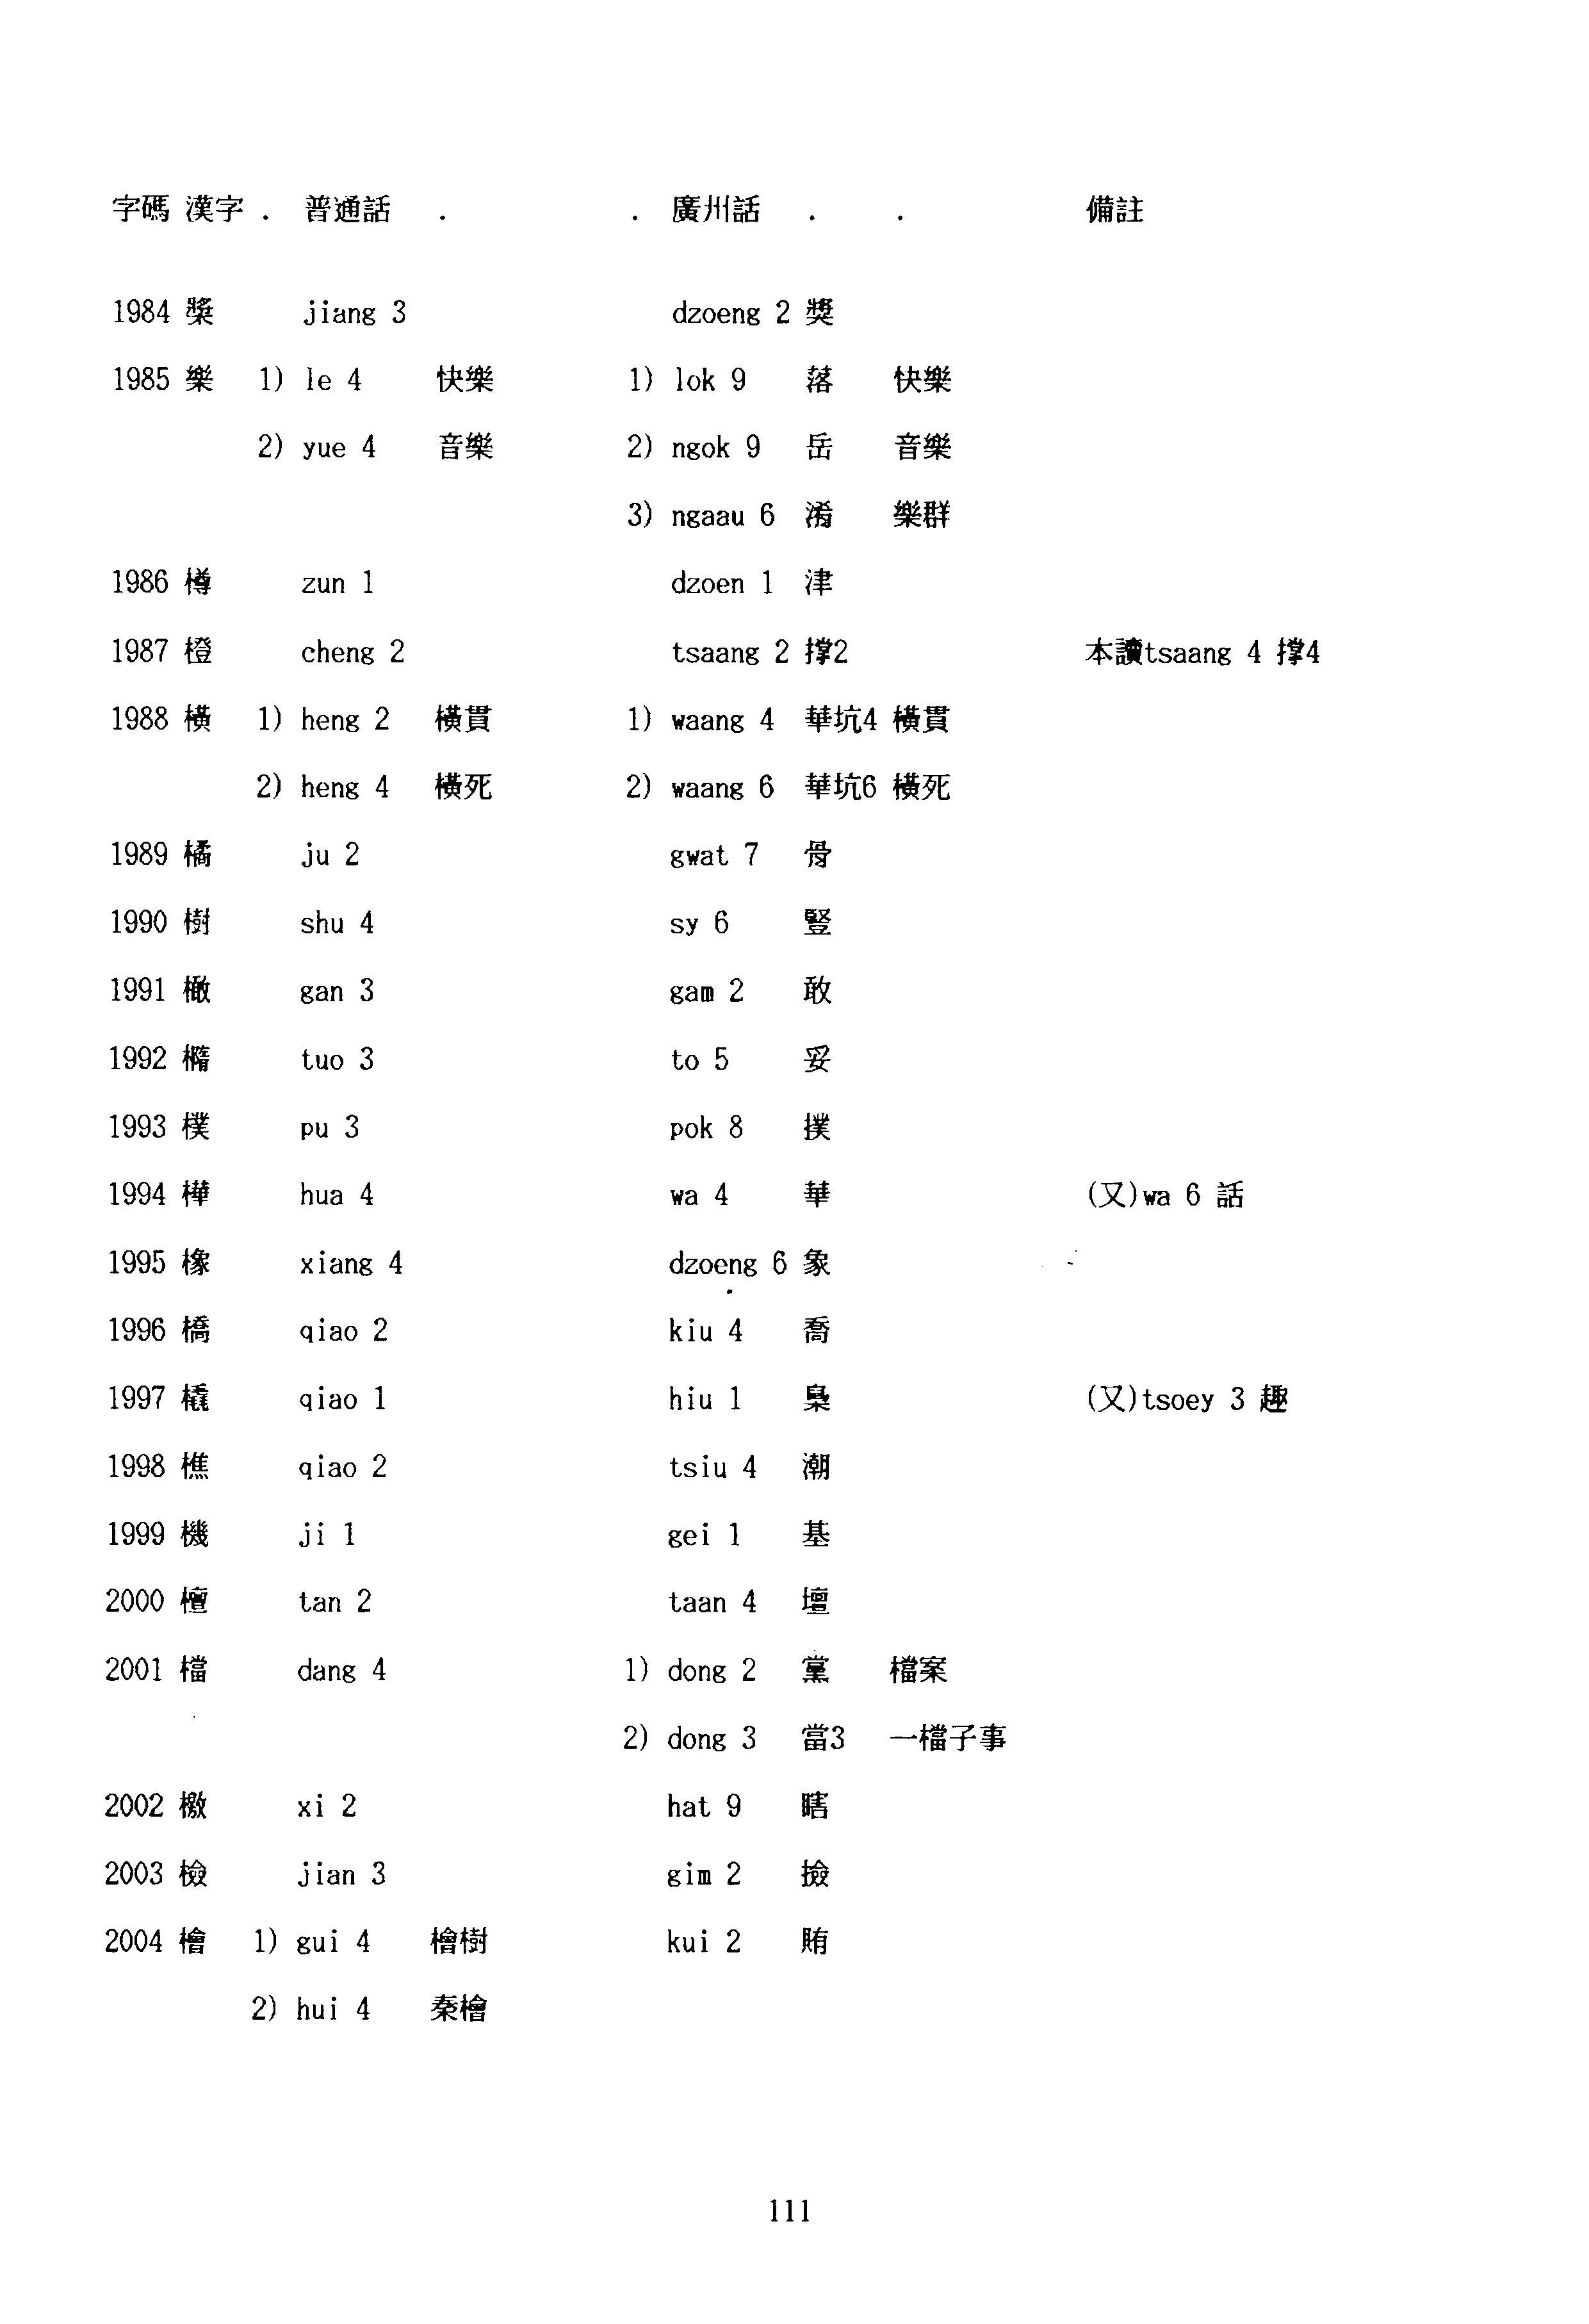 字碼 漢字 . 普通話 . . 廣州話 . . 備註
1984 槳 jiang 3 dzoeng 2 獎
1985 樂 1) le 4 快樂 1) lok 9 落 快樂
2) yue 4 音樂 2) ngok 9 岳 音樂
3) ngaau 6 淆 樂群
1986 樽 zun 1 dzoen 1 津
1987 橙 cheng 2 tsaang 2 撐2 本讀tsaang 4 撐4
1988 橫 1) heng 2 橫貫 1) waang 4 華坑4 橫貫
2) heng 4 橫死 2) waang 6 華坑6 橫死
1989 橘 ju 2 gwat 7 骨
1990 樹 shu 4 sy 6 豎
1991 橄 gan 3 gam 2 敢
1992 橢 tuo 3 to 5 妥
1993 樸 pu 3 pok 8 撲
1994 樺 hua 4 wa 4 華 (又)wa 6 話
1995 橡 xiang 4 dzoeng 6 象
1996 橋 qiao 2 kiu 4 喬
1997 橇 qiao 1 hiu 1 梟 (又)tsoey 3 趣
1998 樵 qiao 2 tsiu 4 潮
1999 機 ji 1 gei 1 基
2000 檀 tan 2 taan 4 壇
2001 檔 dang 4 1) dong 2 黨 檔案
2) dong 3 當3 一檔子事
2002 檄 xi 2 hat 9 瞎
2003 檢 jian 3 gim 2 撿
2004 檜 1) gui 4 檜樹 kui 2 賄
2) hui 4 秦檜
111